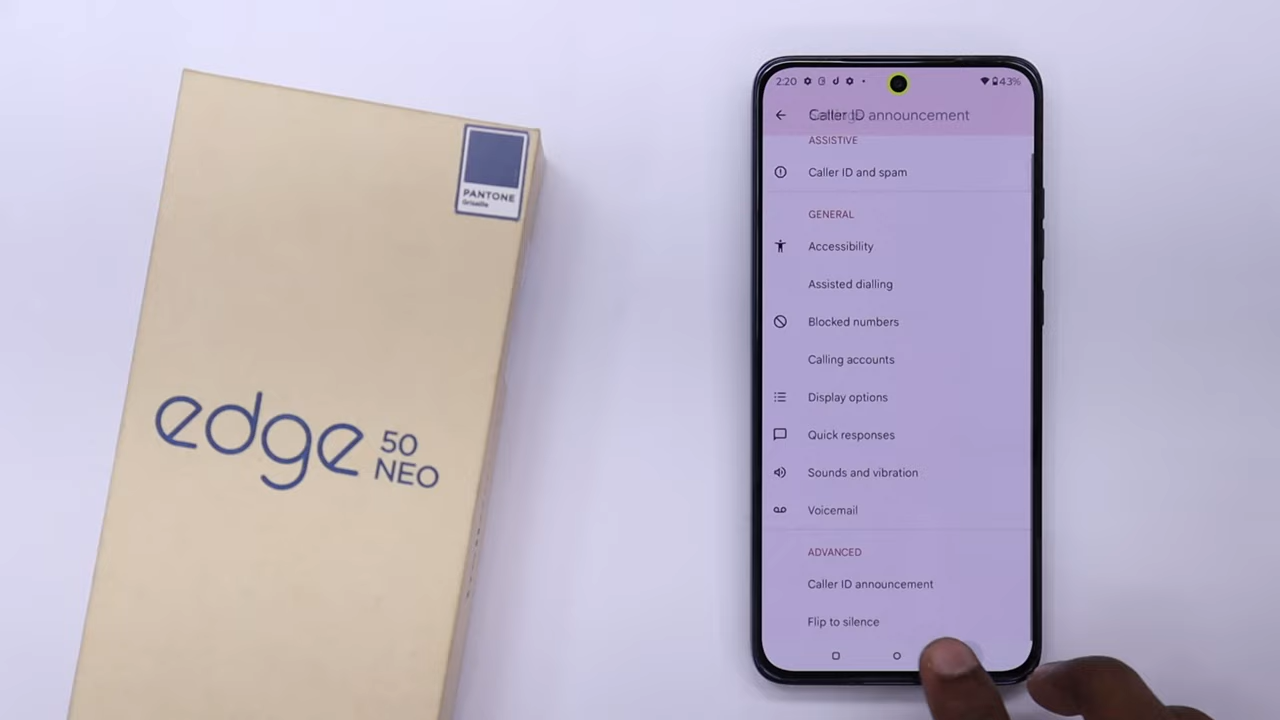 PANTONE
Grisaille
edge 50
NEO
2:20
43%
Caller ID announcement
ASSISTIVE
Caller ID and spam
GENERAL
Accessibility
Assisted dialling
Blocked numbers
Calling accounts
Display options
Quick responses
Sounds and vibration
Voicemail
ADVANCED
Caller ID announcement
Flip to silence